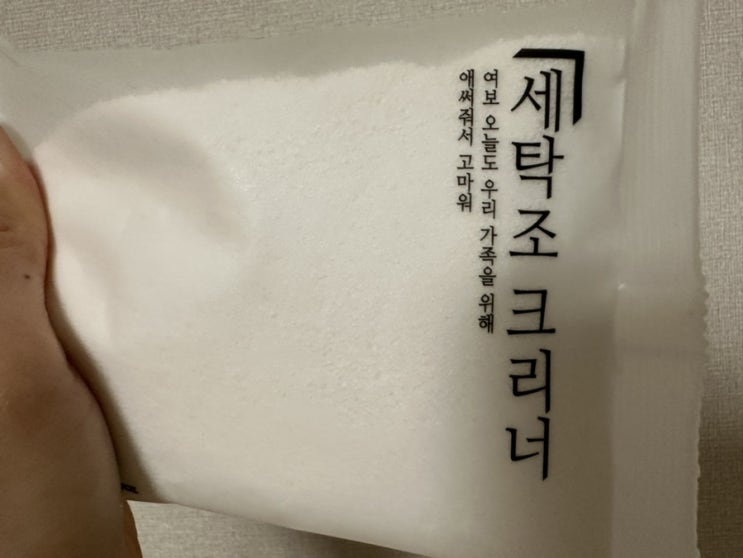 세탁조 크리너
여보 오늘도 우리 가족을 위해
애써줘서 고마워